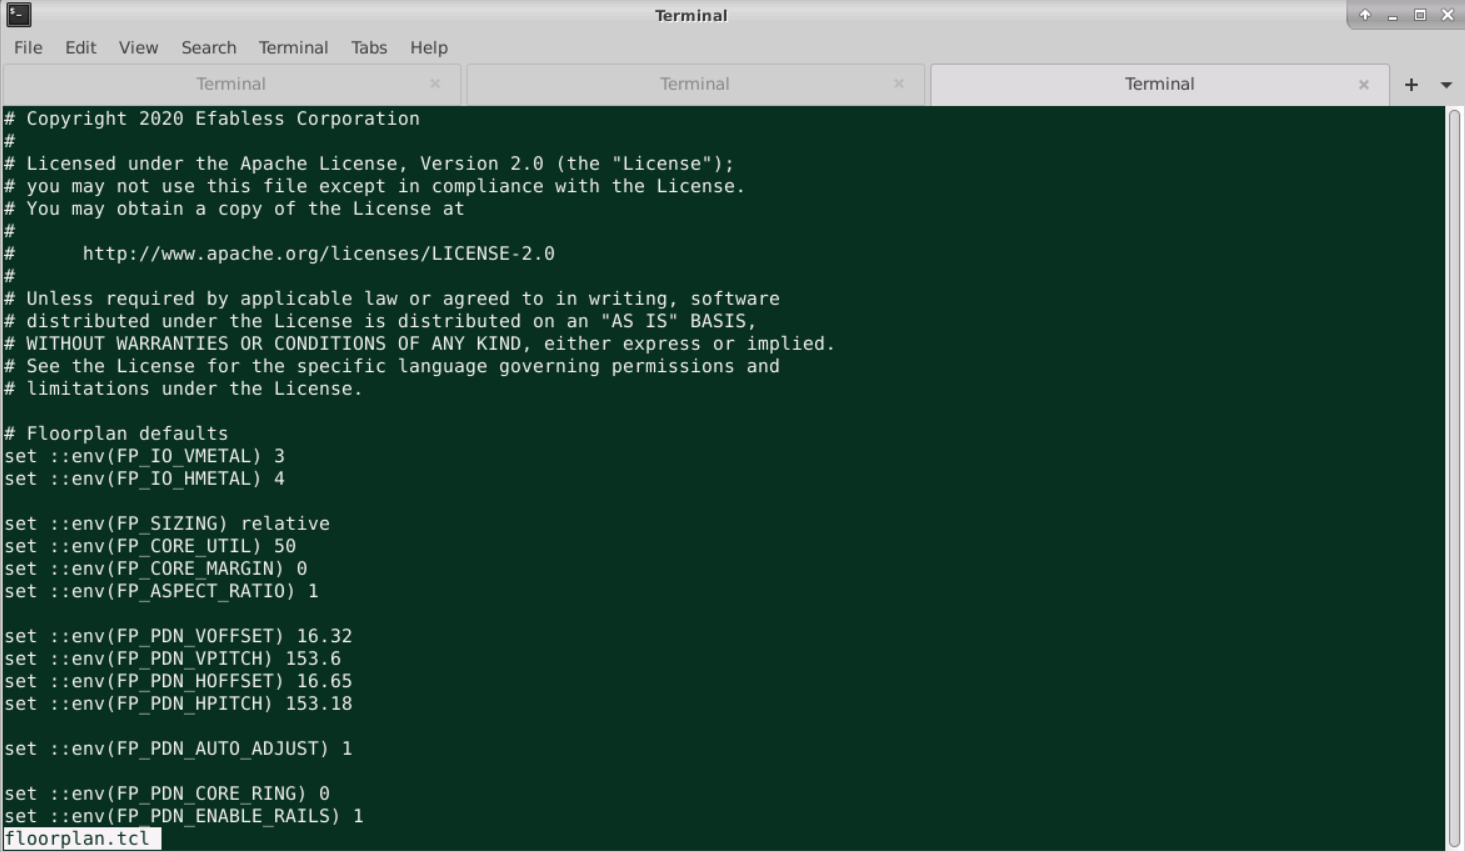 Terminal
File Edit View Search Terminal Tabs Help
Terminal Terminal Terminal
# Copyright 2020 Efabless Corporation
#
# Licensed under the Apache License, Version 2.0 (the "License");
# you may not use this file except in compliance with the License.
# You may obtain a copy of the License at
#
#      http://www.apache.org/licenses/LICENSE-2.0
#
# Unless required by applicable law or agreed to in writing, software
# distributed under the License is distributed on an "AS IS" BASIS,
# WITHOUT WARRANTIES OR CONDITIONS OF ANY KIND, either express or implied.
# See the License for the specific language governing permissions and
# limitations under the License.

# Floorplan defaults
set ::env(FP_IO_VMETAL) 3
set ::env(FP_IO_HMETAL) 4

set ::env(FP_SIZING) relative
set ::env(FP_CORE_UTIL) 50
set ::env(FP_CORE_MARGIN) 0
set ::env(FP_ASPECT_RATIO) 1

set ::env(FP_PDN_VOFFSET) 16.32
set ::env(FP_PDN_VPITCH) 153.6
set ::env(FP_PDN_HOFFSET) 16.65
set ::env(FP_PDN_HPITCH) 153.18

set ::env(FP_PDN_AUTO_ADJUST) 1

set ::env(FP_PDN_CORE_RING) 0
set ::env(FP_PDN_ENABLE_RAILS) 1
floorplan.tcl